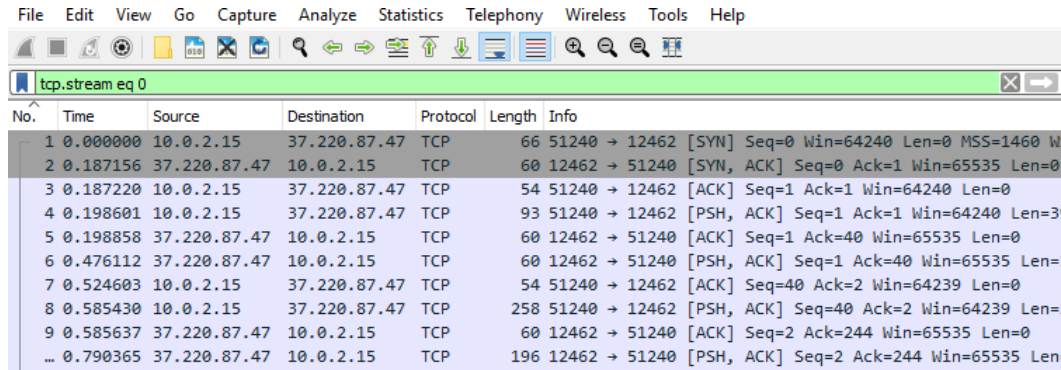 File Edit View Go Capture Analyze Statistics Telephony Wireless Tools Help
tcp.stream eq 0
No. Time Source Destination Protocol Length Info
1 0.000000 10.0.2.15 37.220.87.47 TCP 66 51240 → 12462 [SYN] Seq=0 Win=64240 Len=0 MSS=1460 W
2 0.187156 37.220.87.47 10.0.2.15 TCP 60 12462 → 51240 [SYN, ACK] Seq=0 Ack=1 Win=65535 Len=0
3 0.187220 10.0.2.15 37.220.87.47 TCP 54 51240 → 12462 [ACK] Seq=1 Ack=1 Win=64240 Len=0
4 0.198601 10.0.2.15 37.220.87.47 TCP 93 51240 → 12462 [PSH, ACK] Seq=1 Ack=1 Win=64240 Len=3
5 0.198858 37.220.87.47 10.0.2.15 TCP 60 12462 → 51240 [ACK] Seq=1 Ack=40 Win=65535 Len=0
6 0.476112 37.220.87.47 10.0.2.15 TCP 60 12462 → 51240 [PSH, ACK] Seq=1 Ack=40 Win=65535 Len=
7 0.524603 10.0.2.15 37.220.87.47 TCP 54 51240 → 12462 [ACK] Seq=40 Ack=2 Win=64239 Len=0
8 0.585430 10.0.2.15 37.220.87.47 TCP 258 51240 → 12462 [PSH, ACK] Seq=40 Ack=2 Win=64239 Len=
9 0.585637 37.220.87.47 10.0.2.15 TCP 60 12462 → 51240 [ACK] Seq=2 Ack=244 Win=65535 Len=0
… 0.790365 37.220.87.47 10.0.2.15 TCP 196 12462 → 51240 [PSH, ACK] Seq=2 Ack=244 Win=65535 Len